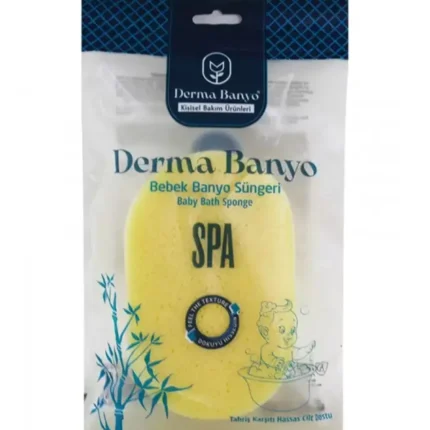 Derma Banyo®
Kişisel Bakım Ürünleri
Derma Banyo
Bebek Banyo Süngeri
Baby Bath Sponge
SPA
FEEL THE TEXTURE
DOKUYU HİSSEDİN
Tahriş Karşıtı Hassas Cilt Dostu